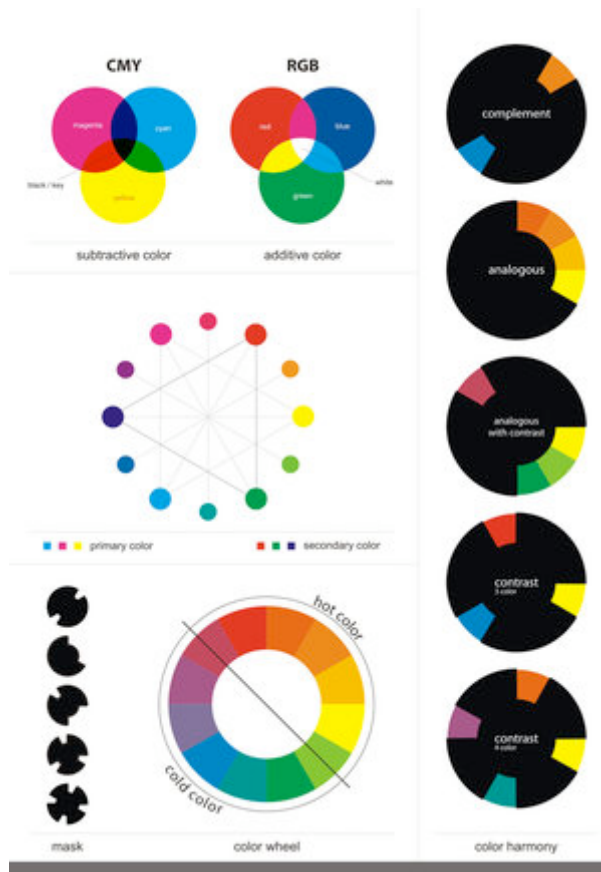 CMY
RGB
magenta
cyan
yellow
black / key
red
blue
green
white
subtractive color
additive color
primary color
secondary color
hot color
cold color
mask
color wheel
complement
analogous
analogous
with contrast
contrast
3 color
contrast
4 color
color harmony